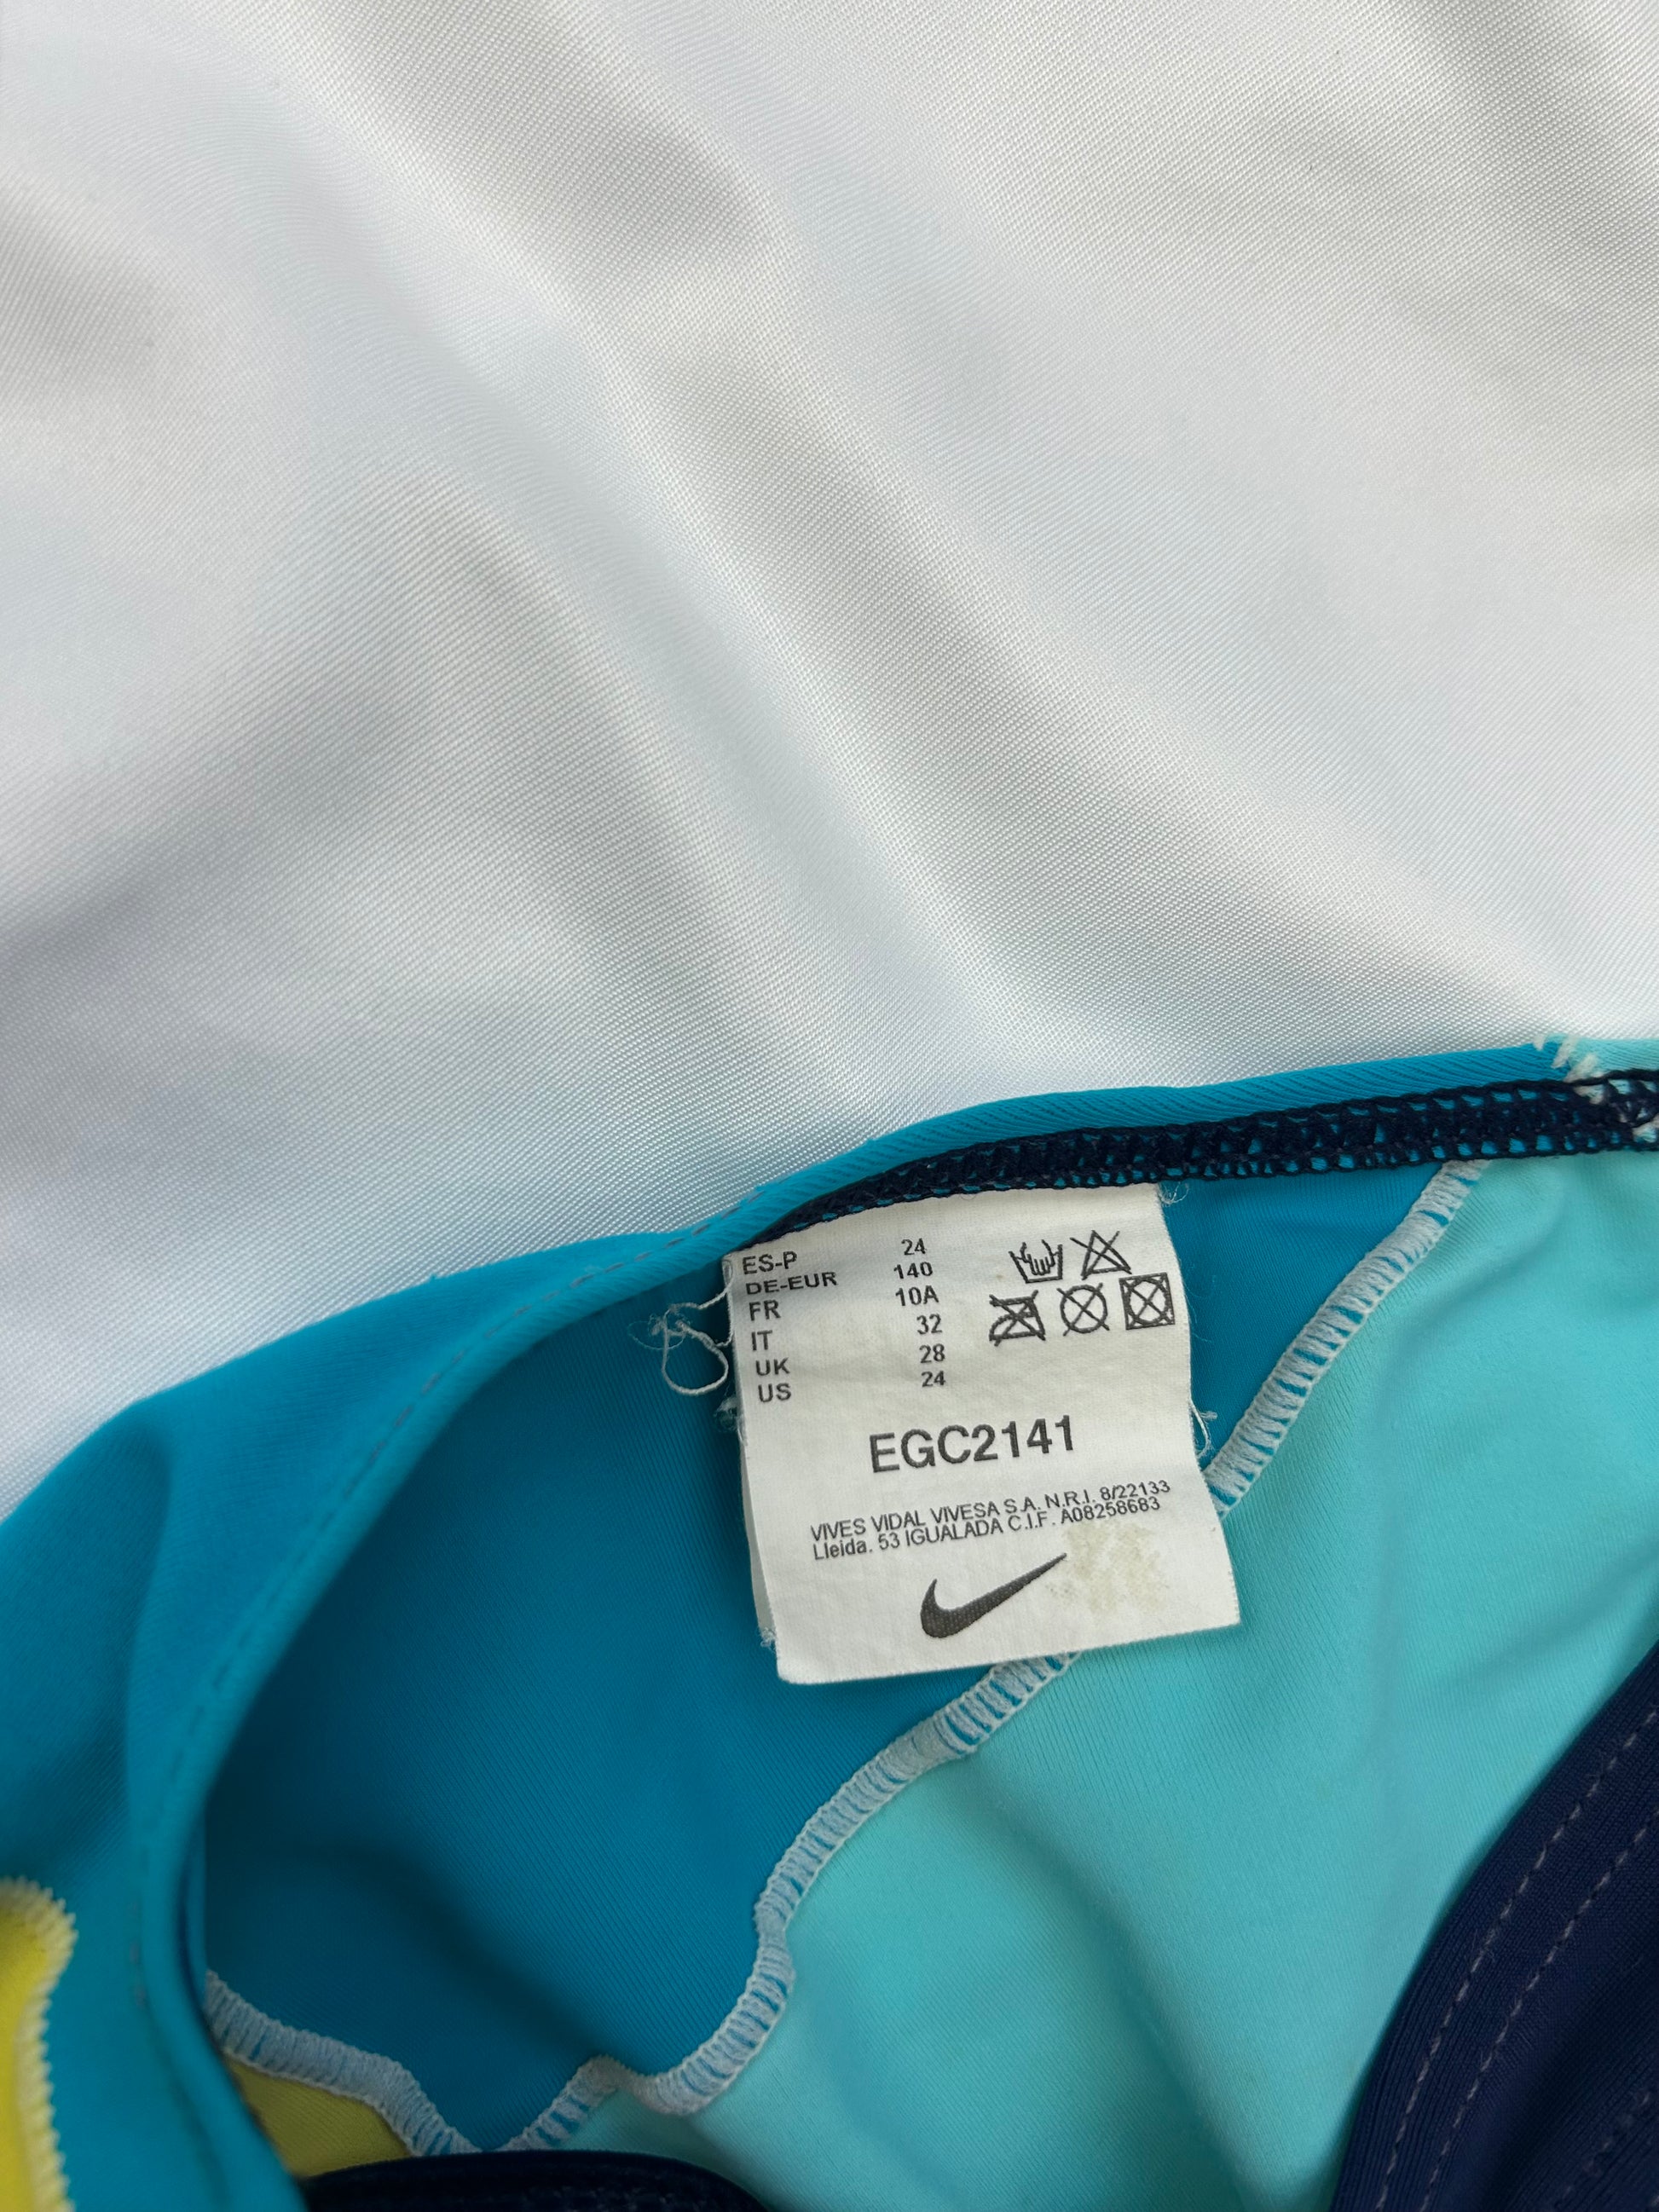 ES-P 24
DE-EUR 140
FR 10A
IT 32
UK 28
US 24
EGC2141
VIVES VIDAL VIVESA S.A. N.R.I. 8/22133
Lleida. 53 IGUALADA C.I.F. A08258683